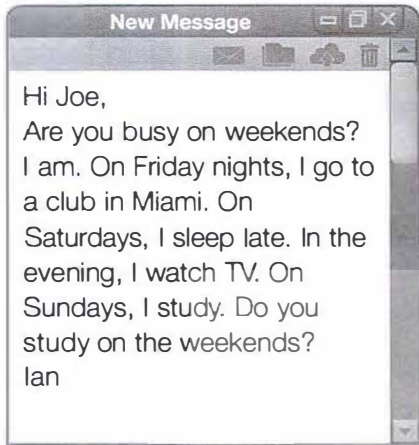 New Message
Hi Joe,
Are you busy on weekends?
I am. On Friday nights, I go to
a club in Miami. On
Saturdays, I sleep late. In the
evening, I watch TV. On
Sundays, I study. Do you
study on the weekends?
Ian